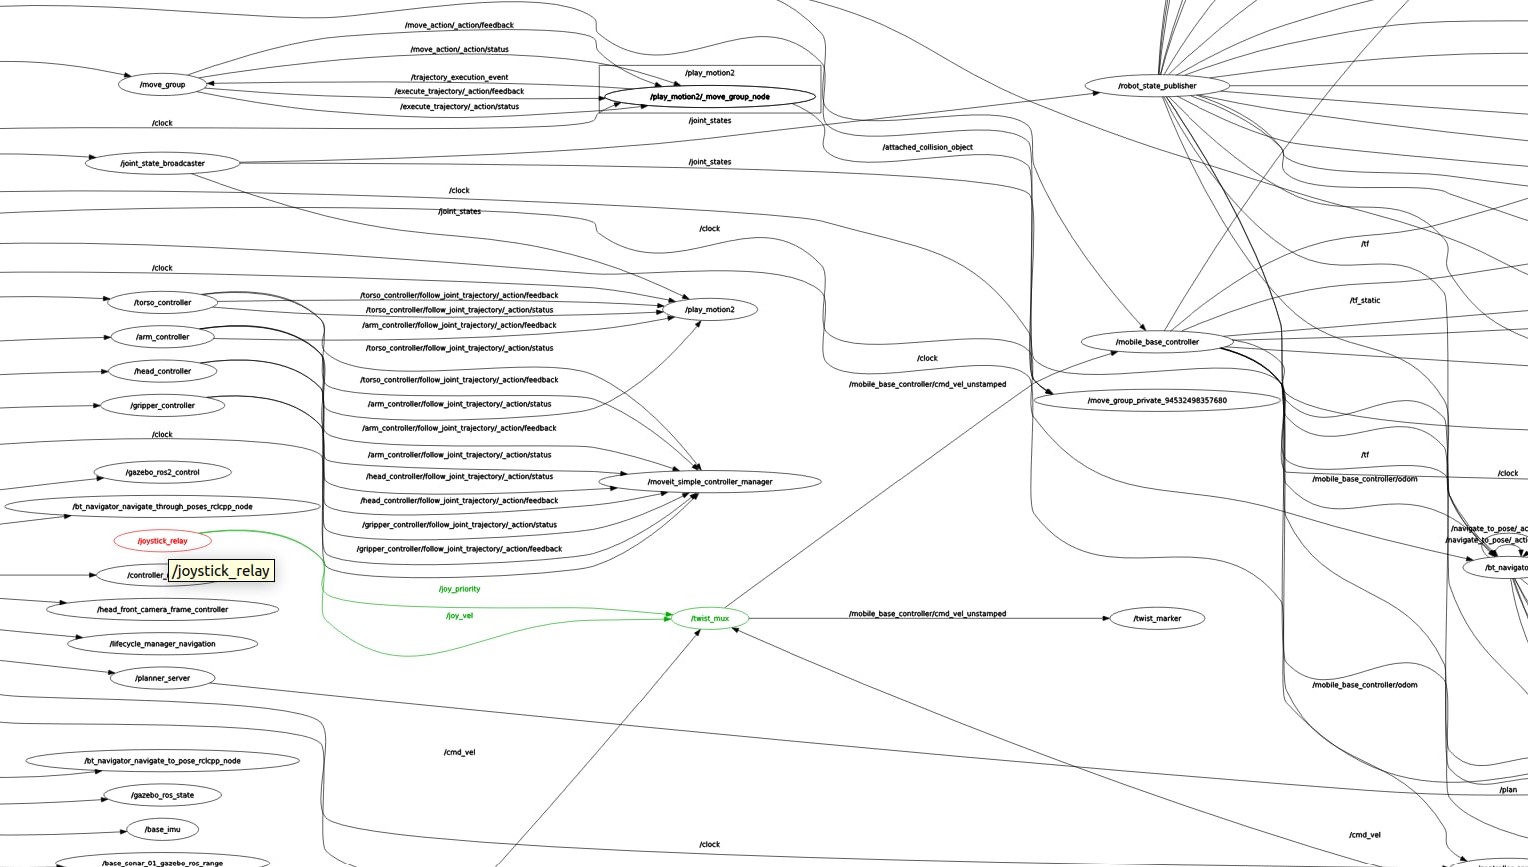 /move_action/_action/feedback
/move_action/_action/status
/play_motion2
/trajectory_execution_event
/move_group
/robot_state_publisher
/execute_trajectory/_action/feedback
/play_motion2/_move_group_node
/execute_trajectory/_action/status
/clock
/joint_states
/attached_collision_object
/joint_state_broadcaster
/joint_states
/clock
/joint_states
/clock
/tf
/clock
/torso_controller
/torso_controller/follow_joint_trajectory/_action/feedback
/tf_static
/torso_controller/follow_joint_trajectory/_action/status
/play_motion2
/arm_controller/follow_joint_trajectory/_action/feedback
/arm_controller
/mobile_base_controller
/torso_controller/follow_joint_trajectory/_action/status
/clock
/head_controller
/torso_controller/follow_joint_trajectory/_action/feedback
/mobile_base_controller/cmd_vel_unstamped
/move_group_private_94532498357680
/gripper_controller
/arm_controller/follow_joint_trajectory/_action/status
/arm_controller/follow_joint_trajectory/_action/feedback
/clock
/arm_controller/follow_joint_trajectory/_action/status
/tf
/gazebo_ros2_control
/head_controller/follow_joint_trajectory/_action/status
/moveit_simple_controller_manager
/mobile_base_controller/odom
/clock
/head_controller/follow_joint_trajectory/_action/feedback
/bt_navigator_navigate_through_poses_rclcpp_node
/gripper_controller/follow_joint_trajectory/_action/status
/navigate_to_pose/_ac
/joystick_relay
/navigate_to_pose/_acti
/gripper_controller/follow_joint_trajectory/_action/feedback
/bt_navigato
/joystick_relay
/controller_
/joy_priority
/head_front_camera_frame_controller
/joy_vel
/twist_mux
/mobile_base_controller/cmd_vel_unstamped
/twist_marker
/lifecycle_manager_navigation
/planner_server
/mobile_base_controller/odom
/cmd_vel
/bt_navigator_navigate_to_pose_rclcpp_node
/plan
/gazebo_ros_state
/base_imu
/cmd_vel
/clock
/base_sonar_01_gazebo_ros_range